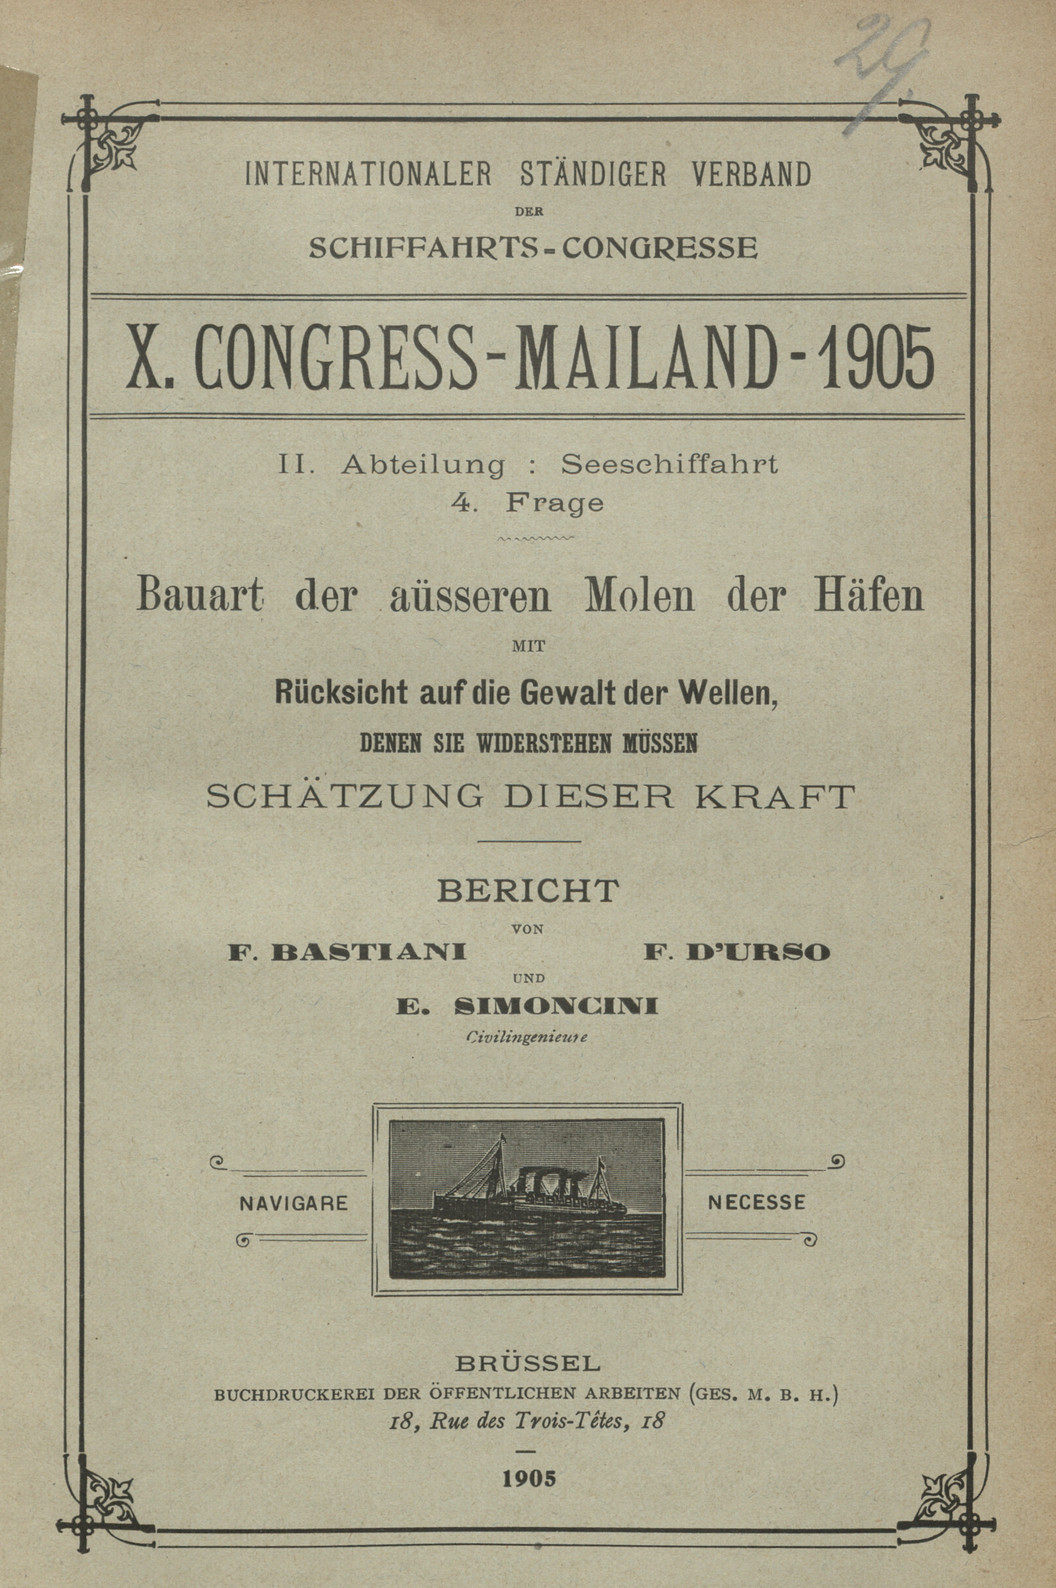 29.
INTERNATIONALER STÄNDIGER VERBAND
DER
SCHIFFAHRTS-CONGRESSE
X. CONGRESS-MAILAND-1905
II. Abteilung : Seeschiffahrt
4. Frage
Bauart der aüsseren Molen der Häfen
MIT
Rücksicht auf die Gewalt der Wellen,
DENEN SIE WIDERSTEHEN MÜSSEN
SCHÄTZUNG DIESER KRAFT
BERICHT
VON
F. BASTIANI F. D'URSO
UND
E. SIMONCINI
Civilingenieure
NAVIGARE NECESSE
BRÜSSEL
BUCHDRUCKEREI DER ÖFFENTLICHEN ARBEITEN (GES. M. B. H.)
18, Rue des Trois-Têtes, 18
1905